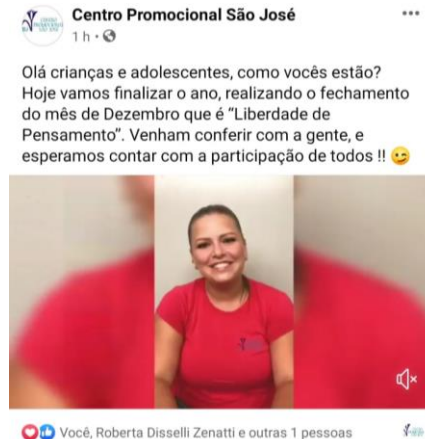 Centro Promocional São José
1 h
Olá crianças e adolescentes, como vocês estão?
Hoje vamos finalizar o ano, realizando o fechamento
do mês de Dezembro que é “Liberdade de
Pensamento”. Venham conferir com a gente, e
esperamos contar com a participação de todos !! 😉
Você, Roberta Disselli Zenatti e outras 1 pessoas